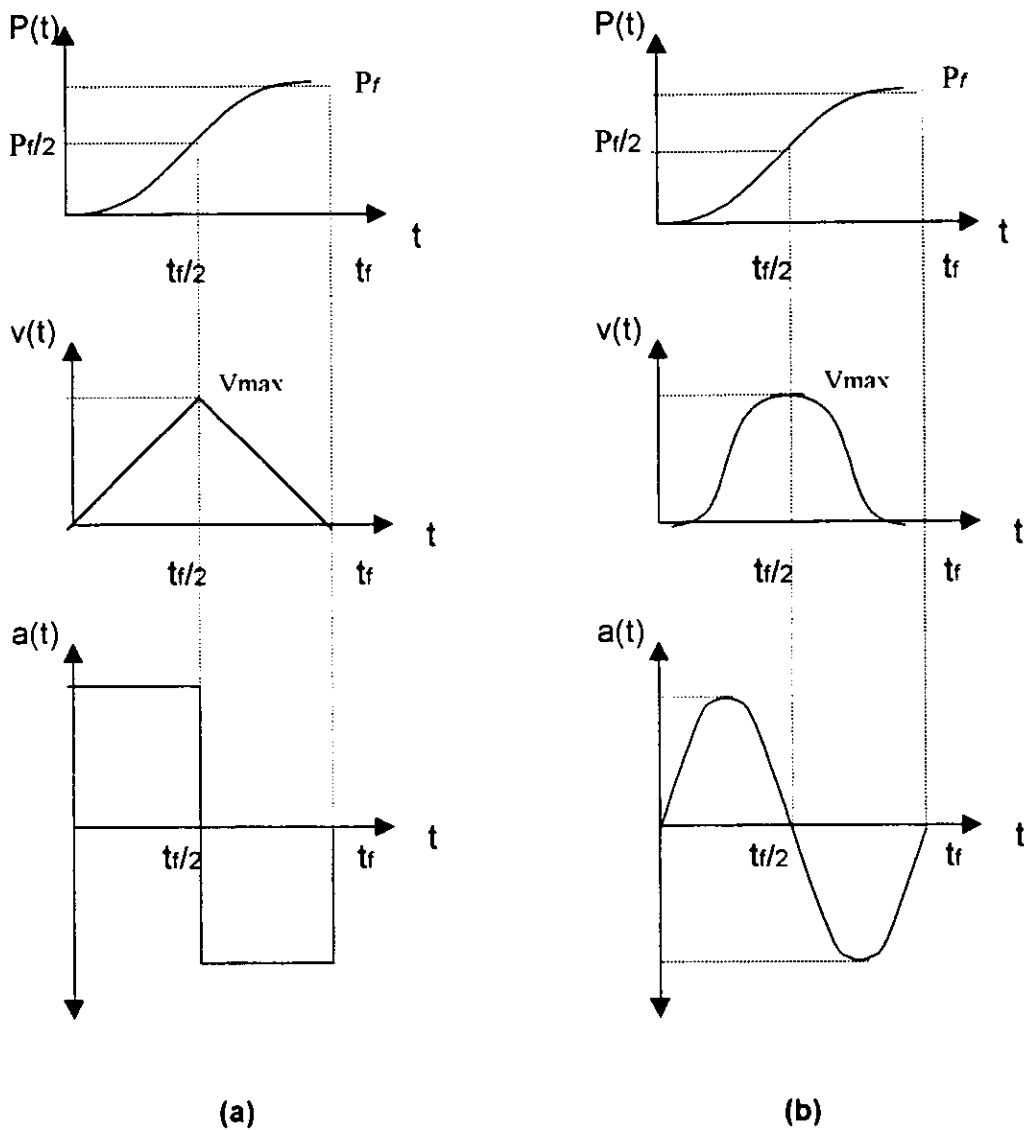 P(t)
Pf
Pf/2
t
tf/2
tf
v(t)
Vmax
t
tf/2
tf
a(t)
t
tf/2
tf
(a)
P(t)
Pf
Pf/2
t
tf/2
tf
v(t)
Vmax
t
tf/2
tf
a(t)
t
tf/2
tf
(b)